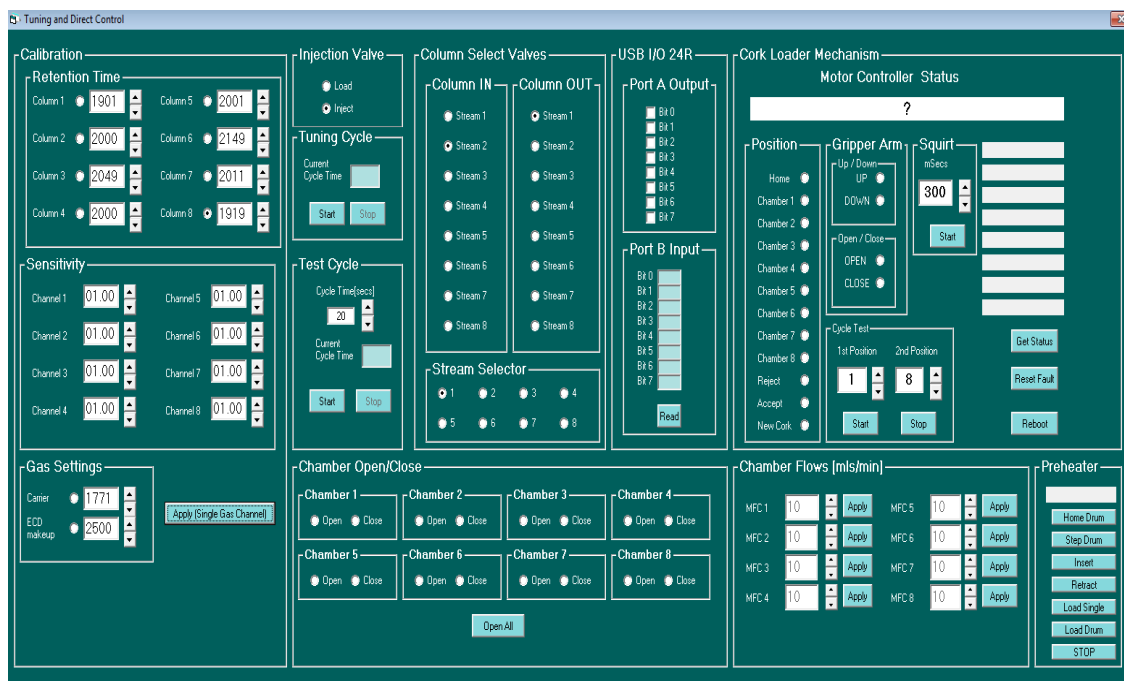 Tuning and Direct Control
Calibration
Retention Time
Column 1 1901 Column 5 2001
Column 2 2000 Column 6 2149
Column 3 2049 Column 7 2011
Column 4 2000 Column 8 1919
Sensitivity
Channel 1 01.00 Channel 5 01.00
Channel 2 01.00 Channel 6 01.00
Channel 3 01.00 Channel 7 01.00
Channel 4 01.00 Channel 8 01.00
Gas Settings
Carrier 1771
ECD makeup 2500
Apply (Single Gas Channel)
Injection Valve
Load
Inject
Tuning Cycle
Current
Cycle Time
Start Stop
Test Cycle
Cycle Time(secs)
20
Current
Cycle Time
Start Stop
Column Select Valves
Column IN
Stream 1
Stream 2
Stream 3
Stream 4
Stream 5
Stream 6
Stream 7
Stream 8
Column OUT
Stream 1
Stream 2
Stream 3
Stream 4
Stream 5
Stream 6
Stream 7
Stream 8
Stream Selector
1 2 3 4
5 6 7 8
USB I/O 24R
Port A Output
Bit 0
Bit 1
Bit 2
Bit 3
Bit 4
Bit 5
Bit 6
Bit 7
Port B Input
Bit 0
Bit 1
Bit 2
Bit 3
Bit 4
Bit 5
Bit 6
Bit 7
Read
Cork Loader Mechanism
Motor Controller Status
?
Position
Home
Chamber 1
Chamber 2
Chamber 3
Chamber 4
Chamber 5
Chamber 6
Chamber 7
Chamber 8
Reject
Accept
New Cork
Gripper Arm
Up / Down
UP
DOWN
Open / Close
OPEN
CLOSE
Squirt
mSecs
300
Start
Cycle Test
1st Position 2nd Position
1 8
Start Stop
Get Status
Reset Fault
Reboot
Chamber Open/Close
Chamber 1 Chamber 2 Chamber 3 Chamber 4
Open Close Open Close Open Close Open Close
Chamber 5 Chamber 6 Chamber 7 Chamber 8
Open Close Open Close Open Close Open Close
Open All
Chamber Flows (mls/min)
MFC 1 10 Apply MFC 5 10 Apply
MFC 2 10 Apply MFC 6 10 Apply
MFC 3 10 Apply MFC 7 10 Apply
MFC 4 10 Apply MFC 8 10 Apply
Preheater
Home Drum
Step Drum
Insert
Retract
Load Single
Load Drum
STOP